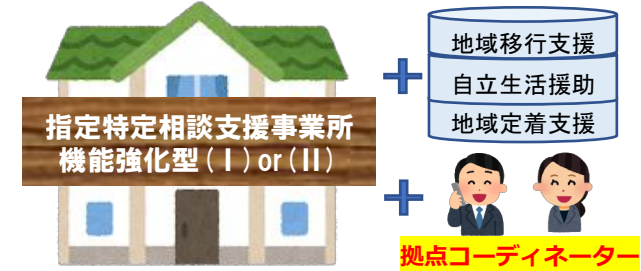 指定特定相談支援事業所
機能強化型(Ⅰ)or(Ⅱ)
地域移行支援
自立生活援助
地域定着支援
拠点コーディネーター